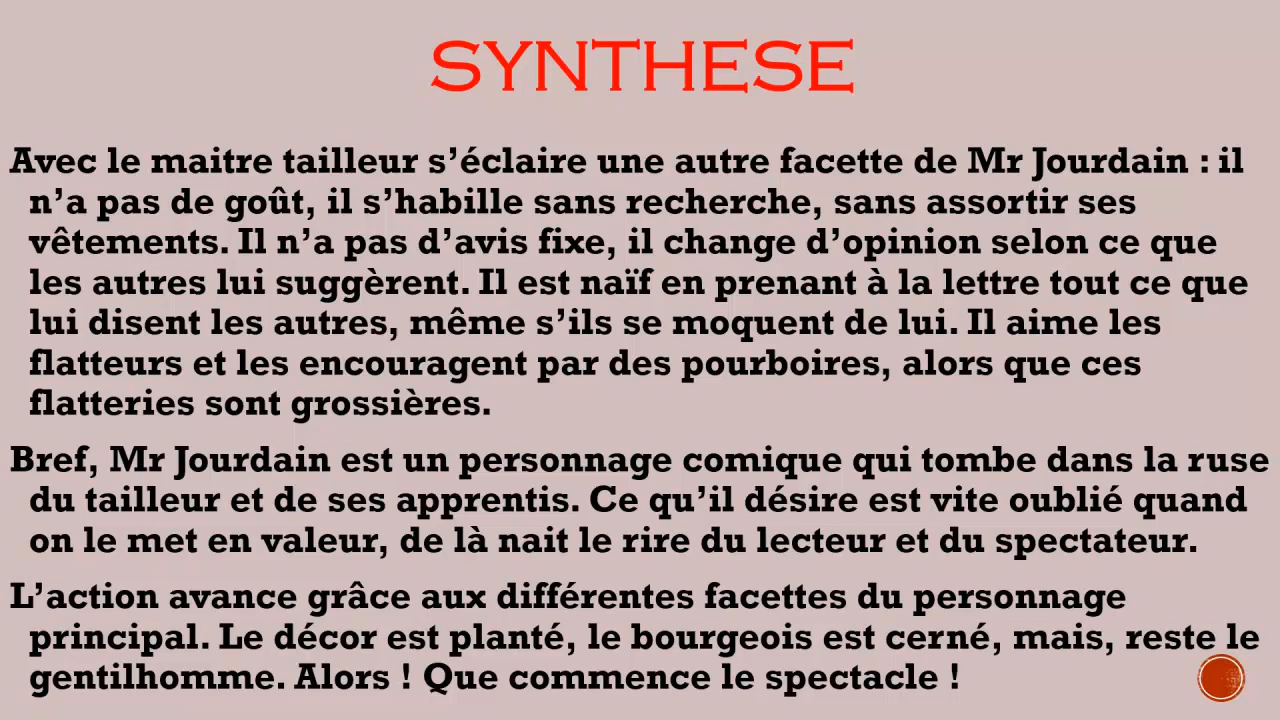 SYNTHESE
Avec le maitre tailleur s’éclaire une autre facette de Mr Jourdain : il
n’a pas de goût, il s’habille sans recherche, sans assortir ses
vêtements. Il n’a pas d’avis fixe, il change d’opinion selon ce que
les autres lui suggèrent. Il est naïf en prenant à la lettre tout ce que
lui disent les autres, même s’ils se moquent de lui. Il aime les
flatteurs et les encouragent par des pourboires, alors que ces
flatteries sont grossières.
Bref, Mr Jourdain est un personnage comique qui tombe dans la ruse
du tailleur et de ses apprentis. Ce qu’il désire est vite oublié quand
on le met en valeur, de là nait le rire du lecteur et du spectateur.
L’action avance grâce aux différentes facettes du personnage
principal. Le décor est planté, le bourgeois est cerné, mais, reste le
gentilhomme. Alors ! Que commence le spectacle !